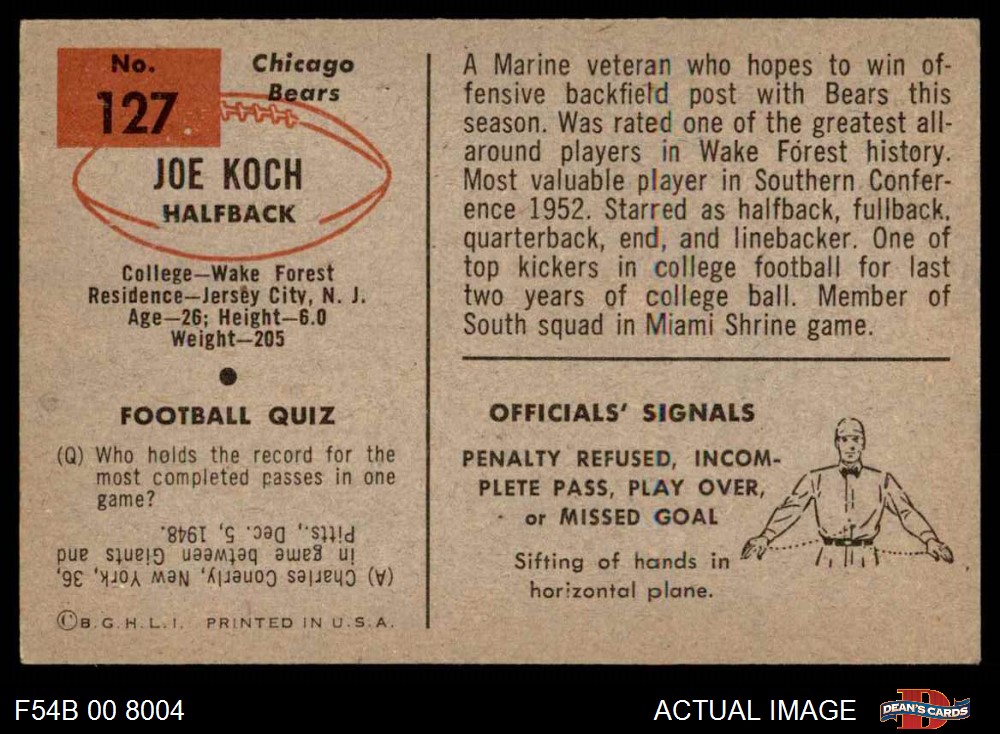 No.
127
Chicago
Bears
JOE KOCH
HALFBACK
College—Wake Forest
Residence—Jersey City, N. J.
Age—26; Height—6.0
Weight—205
FOOTBALL QUIZ
(Q) Who holds the record for the
most completed passes in one
game?
(A) Charles Conerly, New York, 36,
in game between Giants and
Pitts., Dec. 5, 1948.
©B.G.H.L.I. PRINTED IN U.S.A.
A Marine veteran who hopes to win of-
fensive backfield post with Bears this
season. Was rated one of the greatest all-
around players in Wake Forest history.
Most valuable player in Southern Confer-
ence 1952. Starred as halfback, fullback,
quarterback, end, and linebacker. One of
top kickers in college football for last
two years of college ball. Member of
South squad in Miami Shrine game.
OFFICIALS' SIGNALS
PENALTY REFUSED, INCOM-
PLETE PASS, PLAY OVER,
or MISSED GOAL
Sifting of hands in
horizontal plane.
F54B 00 8004
ACTUAL IMAGE
D
DEAN'S CARDS